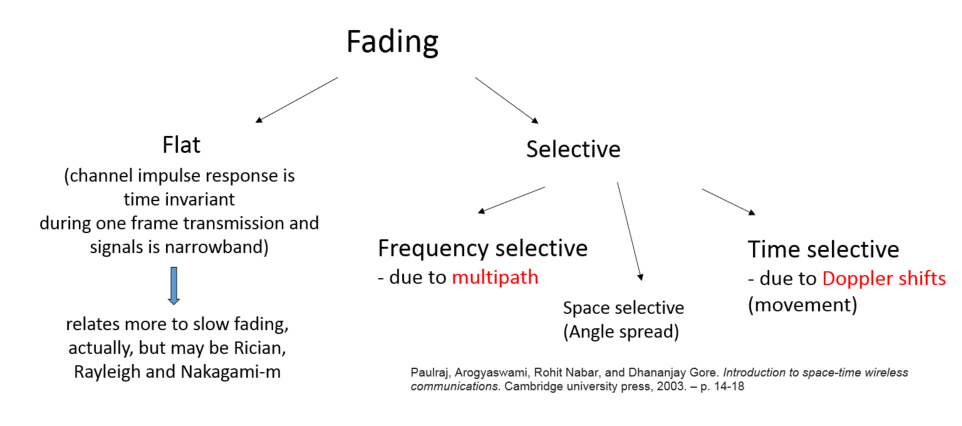 Fading
Flat
(channel impulse response is
time invariant
during one frame transmission and
signals is narrowband)
relates more to slow fading,
actually, but may be Rician,
Rayleigh and Nakagami-m
Selective
Frequency selective
- due to multipath
Space selective
(Angle spread)
Time selective
- due to Doppler shifts
(movement)
Paulraj, Arogyaswami, Rohit Nabar, and Dhananjay Gore. Introduction to space-time wireless
communications. Cambridge university press, 2003. – p. 14-18